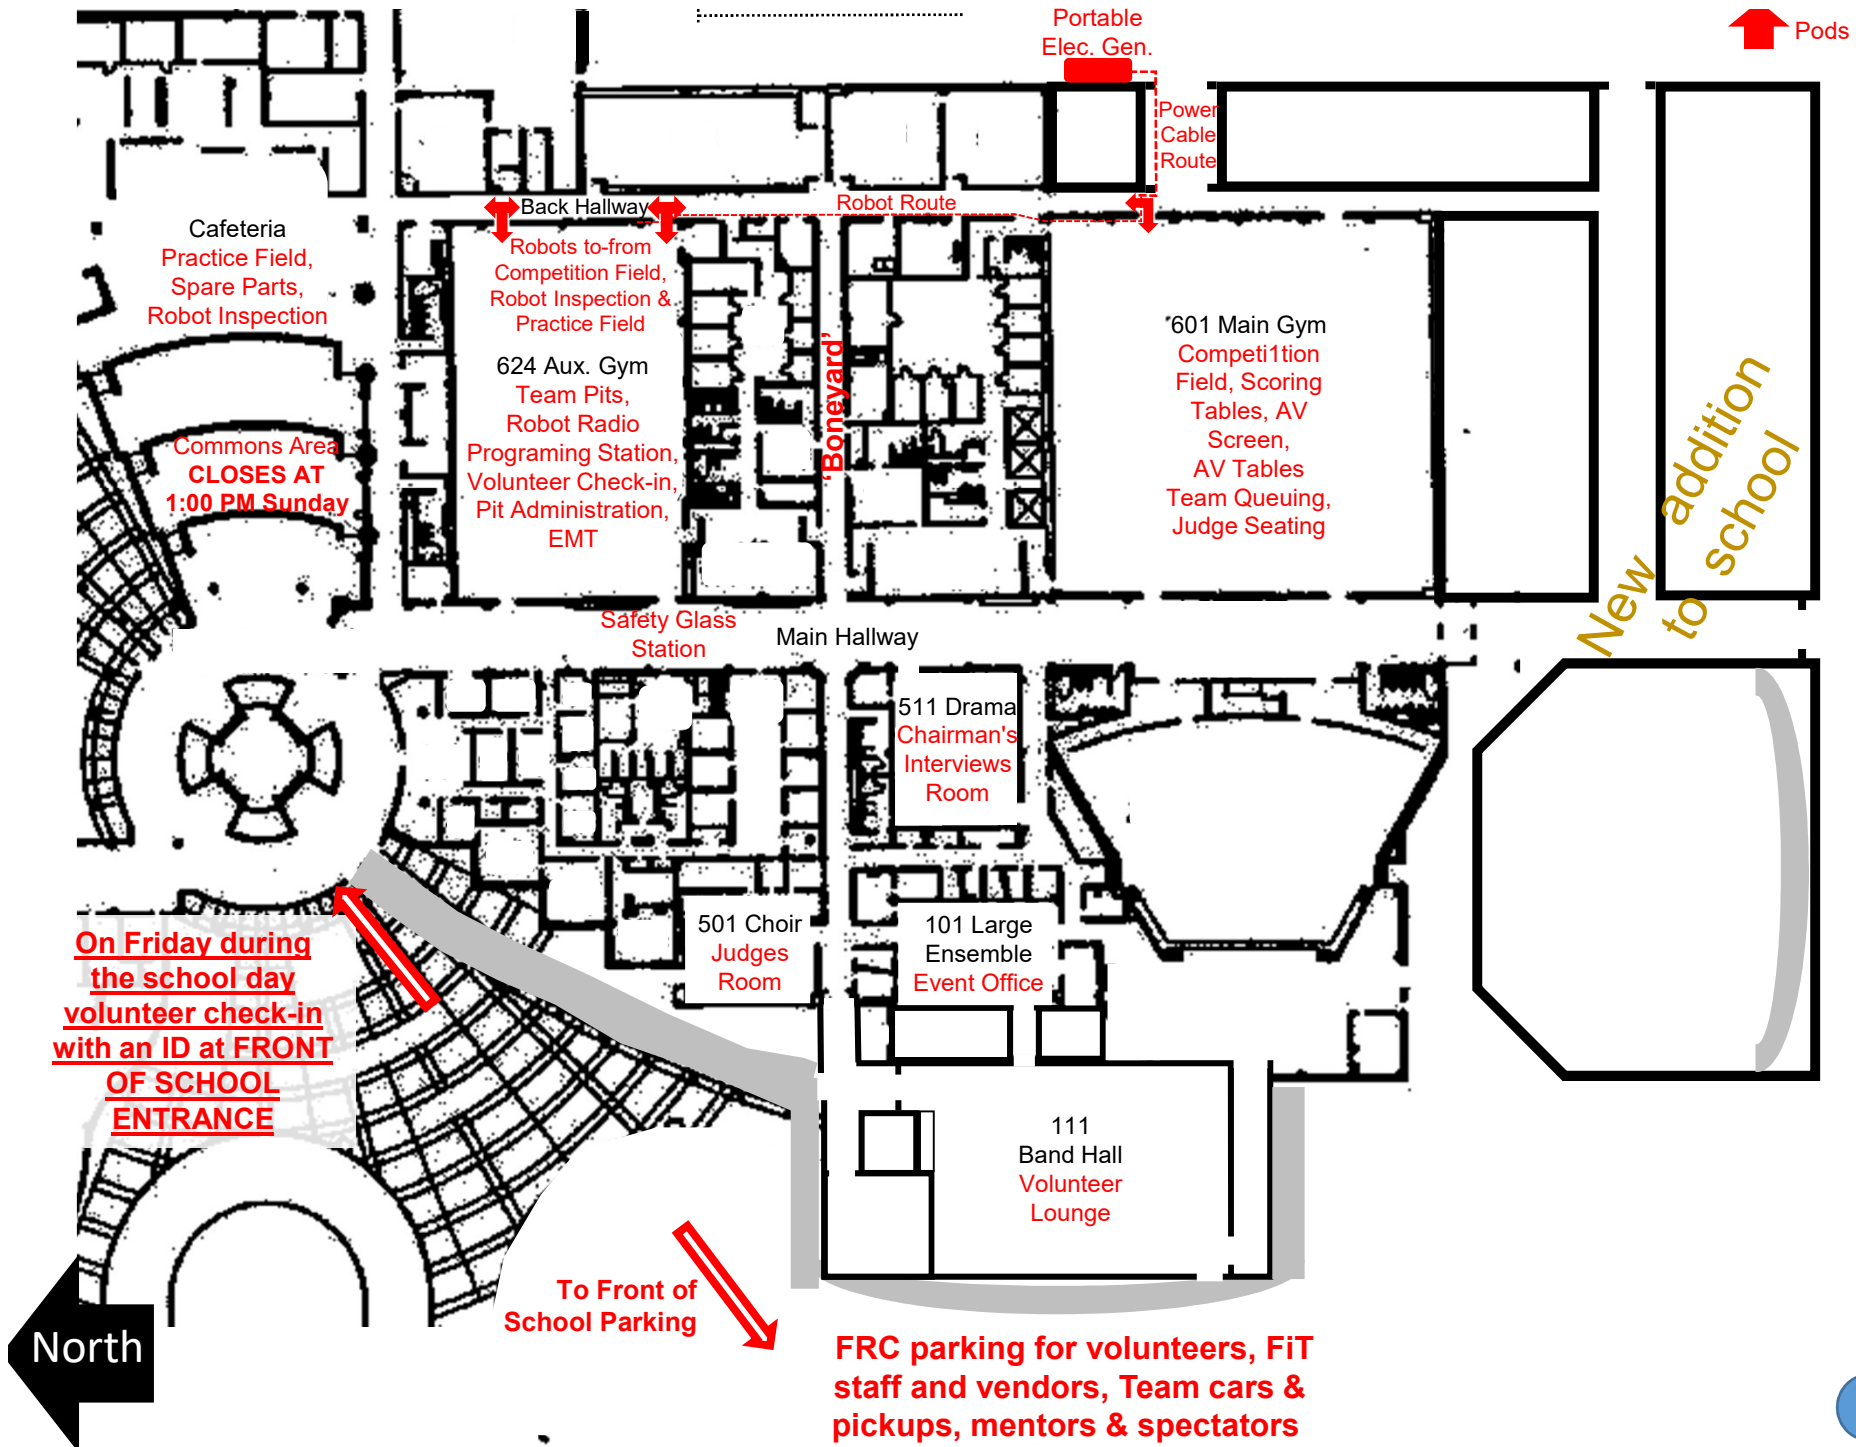 Portable
Elec. Gen.
Pods
Power
Cable
Route
Back Hallway
Robot Route
Cafeteria
Practice Field,
Spare Parts,
Robot Inspection
Robots to-from
Competition Field,
Robot Inspection &
Practice Field
624 Aux. Gym
Team Pits,
Robot Radio
Programing Station,
Volunteer Check-in,
Pit Administration,
EMT
'Boneyard'
601 Main Gym
Competi1tion
Field, Scoring
Tables, AV
Screen,
AV Tables
Team Queuing,
Judge Seating
New addition
to school
Commons Area
CLOSES AT
1:00 PM Sunday
Safety Glass
Station
Main Hallway
511 Drama
Chairman's
Interviews
Room
501 Choir
Judges
Room
101 Large
Ensemble
Event Office
On Friday during
the school day
volunteer check-in
with an ID at FRONT
OF SCHOOL
ENTRANCE
111
Band Hall
Volunteer
Lounge
To Front of
School Parking
North
FRC parking for volunteers, FiT
staff and vendors, Team cars &
pickups, mentors & spectators